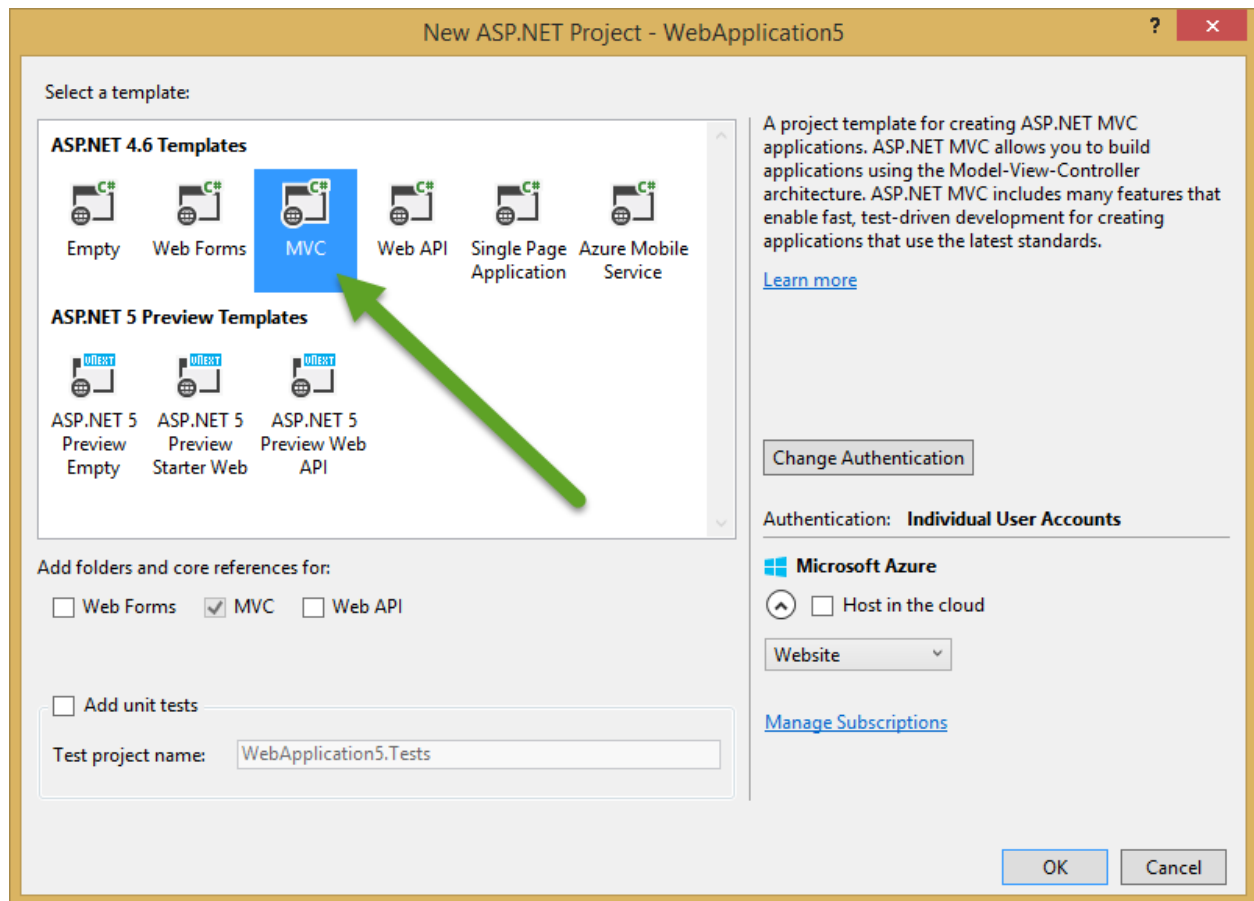 New ASP.NET Project - WebApplication5
?
Select a template:
ASP.NET 4.6 Templates
C# C# C# C# C# C#
Empty Web Forms MVC Web API Single Page Azure Mobile
Application Service
ASP.NET 5 Preview Templates
vNEXT vNEXT vNEXT
ASP.NET 5 ASP.NET 5 ASP.NET 5
Preview Preview Preview Web
Empty Starter Web API
A project template for creating ASP.NET MVC
applications. ASP.NET MVC allows you to build
applications using the Model-View-Controller
architecture. ASP.NET MVC includes many features that
enable fast, test-driven development for creating
applications that use the latest standards.
Learn more
Change Authentication
Authentication: Individual User Accounts
Microsoft Azure
Host in the cloud
Website
Manage Subscriptions
Add folders and core references for:
Web Forms MVC Web API
Add unit tests
Test project name: WebApplication5.Tests
OK Cancel